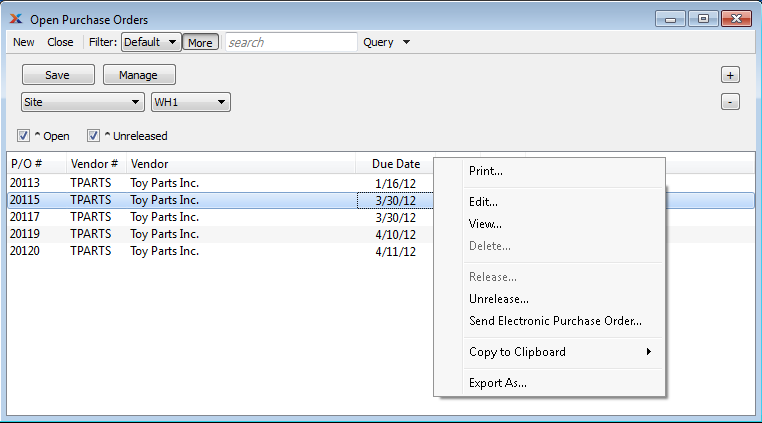 Open Purchase Orders
New Close Filter: Default More search Query
Save Manage +
Site WH1 -
^ Open ^ Unreleased
P/O # Vendor # Vendor Due Date
20113 TPARTS Toy Parts Inc. 1/16/12
20115 TPARTS Toy Parts Inc. 3/30/12
20117 TPARTS Toy Parts Inc. 3/30/12
20119 TPARTS Toy Parts Inc. 4/10/12
20120 TPARTS Toy Parts Inc. 4/11/12
Print...
Edit...
View...
Delete...
Release...
Unrelease...
Send Electronic Purchase Order...
Copy to Clipboard
Export As...